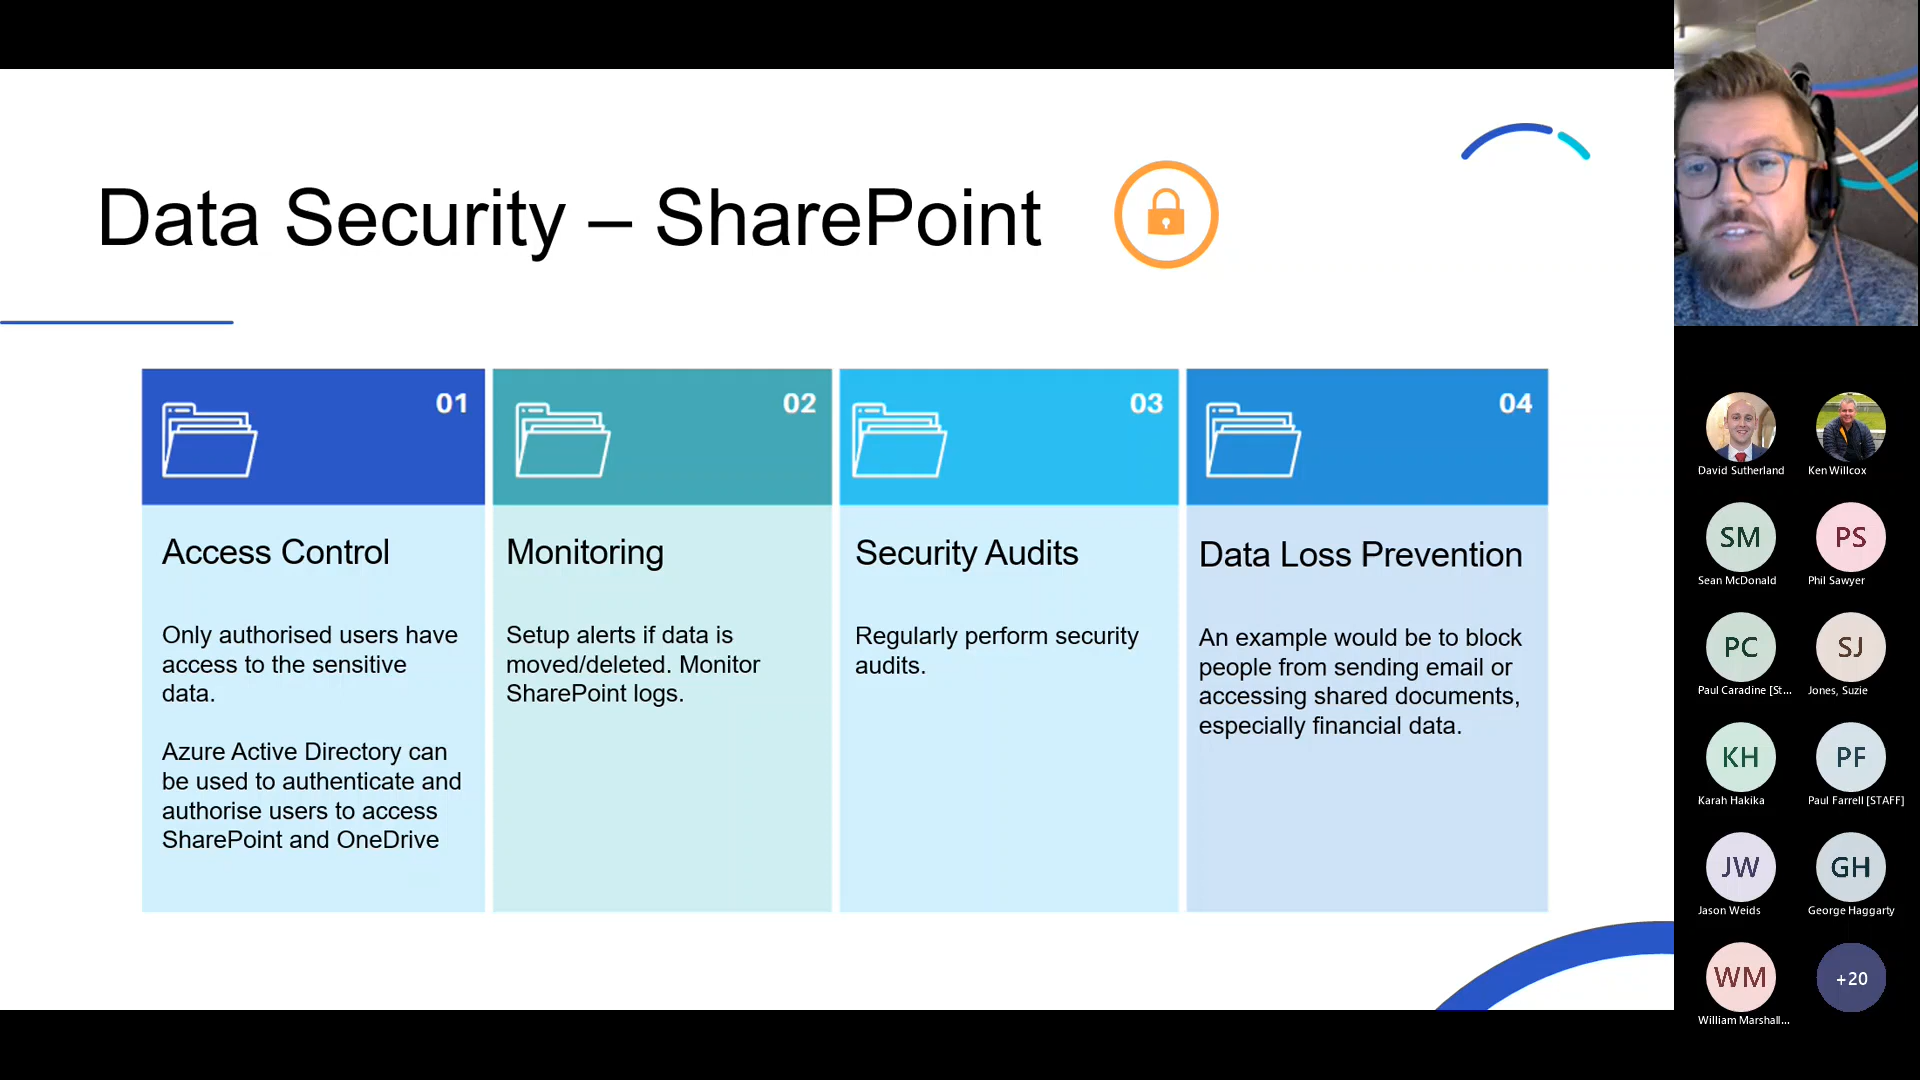 Data Security – SharePoint
01
Access Control
Only authorised users have
access to the sensitive
data.
Azure Active Directory can
be used to authenticate and
authorise users to access
SharePoint and OneDrive
02
Monitoring
Setup alerts if data is
moved/deleted. Monitor
SharePoint logs.
03
Security Audits
Regularly perform security
audits.
04
Data Loss Prevention
An example would be to block
people from sending email or
accessing shared documents,
especially financial data.
David Sutherland
Ken Willcox
SM
Sean McDonald
PS
Phil Sawyer
PC
Paul Caradine [St...
SJ
Jones, Suzie
KH
Karah Hakika
PF
Paul Farrell [STAFF]
JW
Jason Weids
GH
George Haggarty
WM
William Marshall...
+20